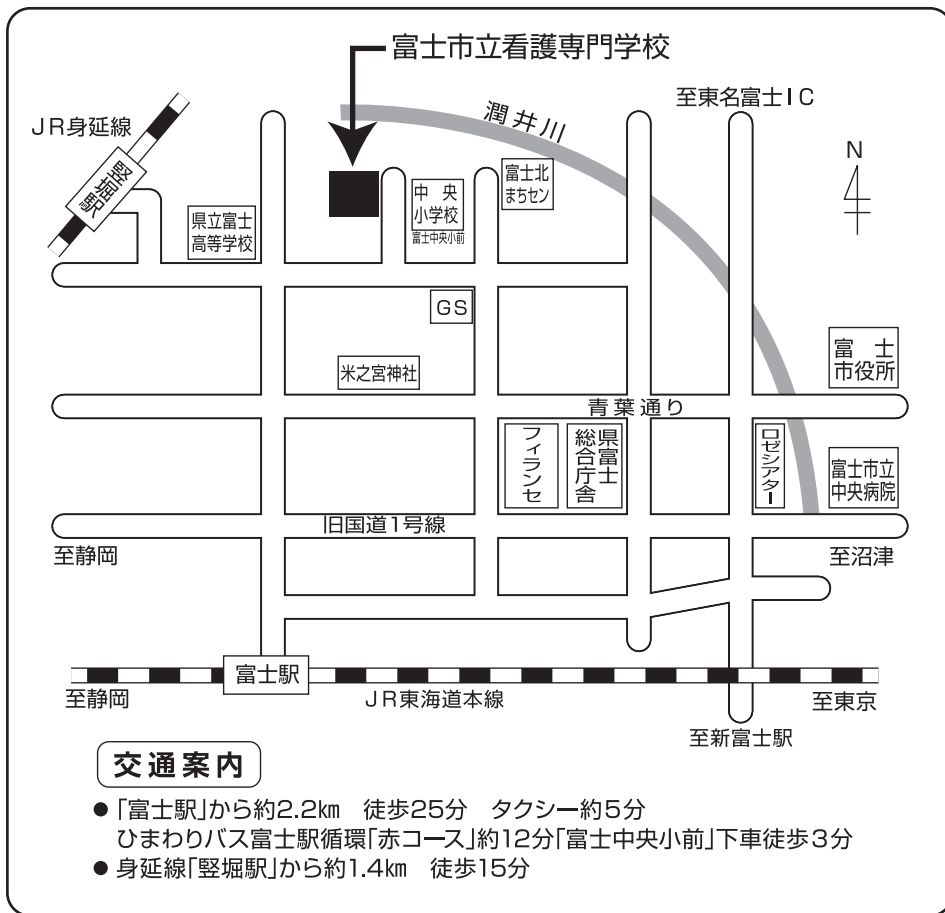 富士市立看護専門学校
至東名富士IC
潤井川
JR身延線
竪堀駅
N
県立富士
高等学校
中央
小学校
富士中央小前
富士北
まちセン
GS
米之宮神社
富士
市役所
青葉通り
フィランセ
県富士
総合庁舎
ロゼシアター
富士市立
中央病院
旧国道1号線
至静岡
至沼津
富士駅
至静岡
JR東海道本線
至東京
至新富士駅
交通案内
●「富士駅」から約2.2km 徒歩25分 タクシー約5分
ひまわりバス富士駅循環「赤コース」約12分「富士中央小前」下車徒歩3分
●身延線「竪堀駅」から約1.4km 徒歩15分